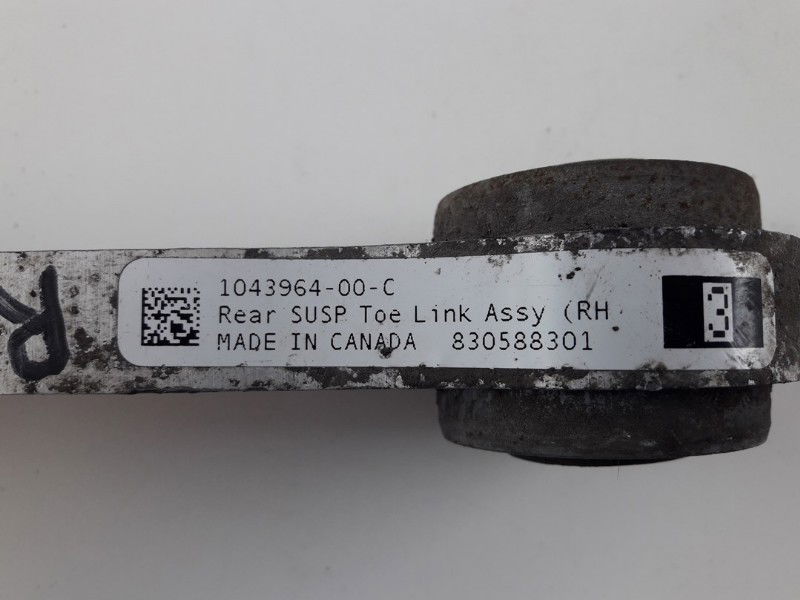 R
1043964-00-C
Rear SUSP Toe Link Assy (RH
MADE IN CANADA 830588301
3